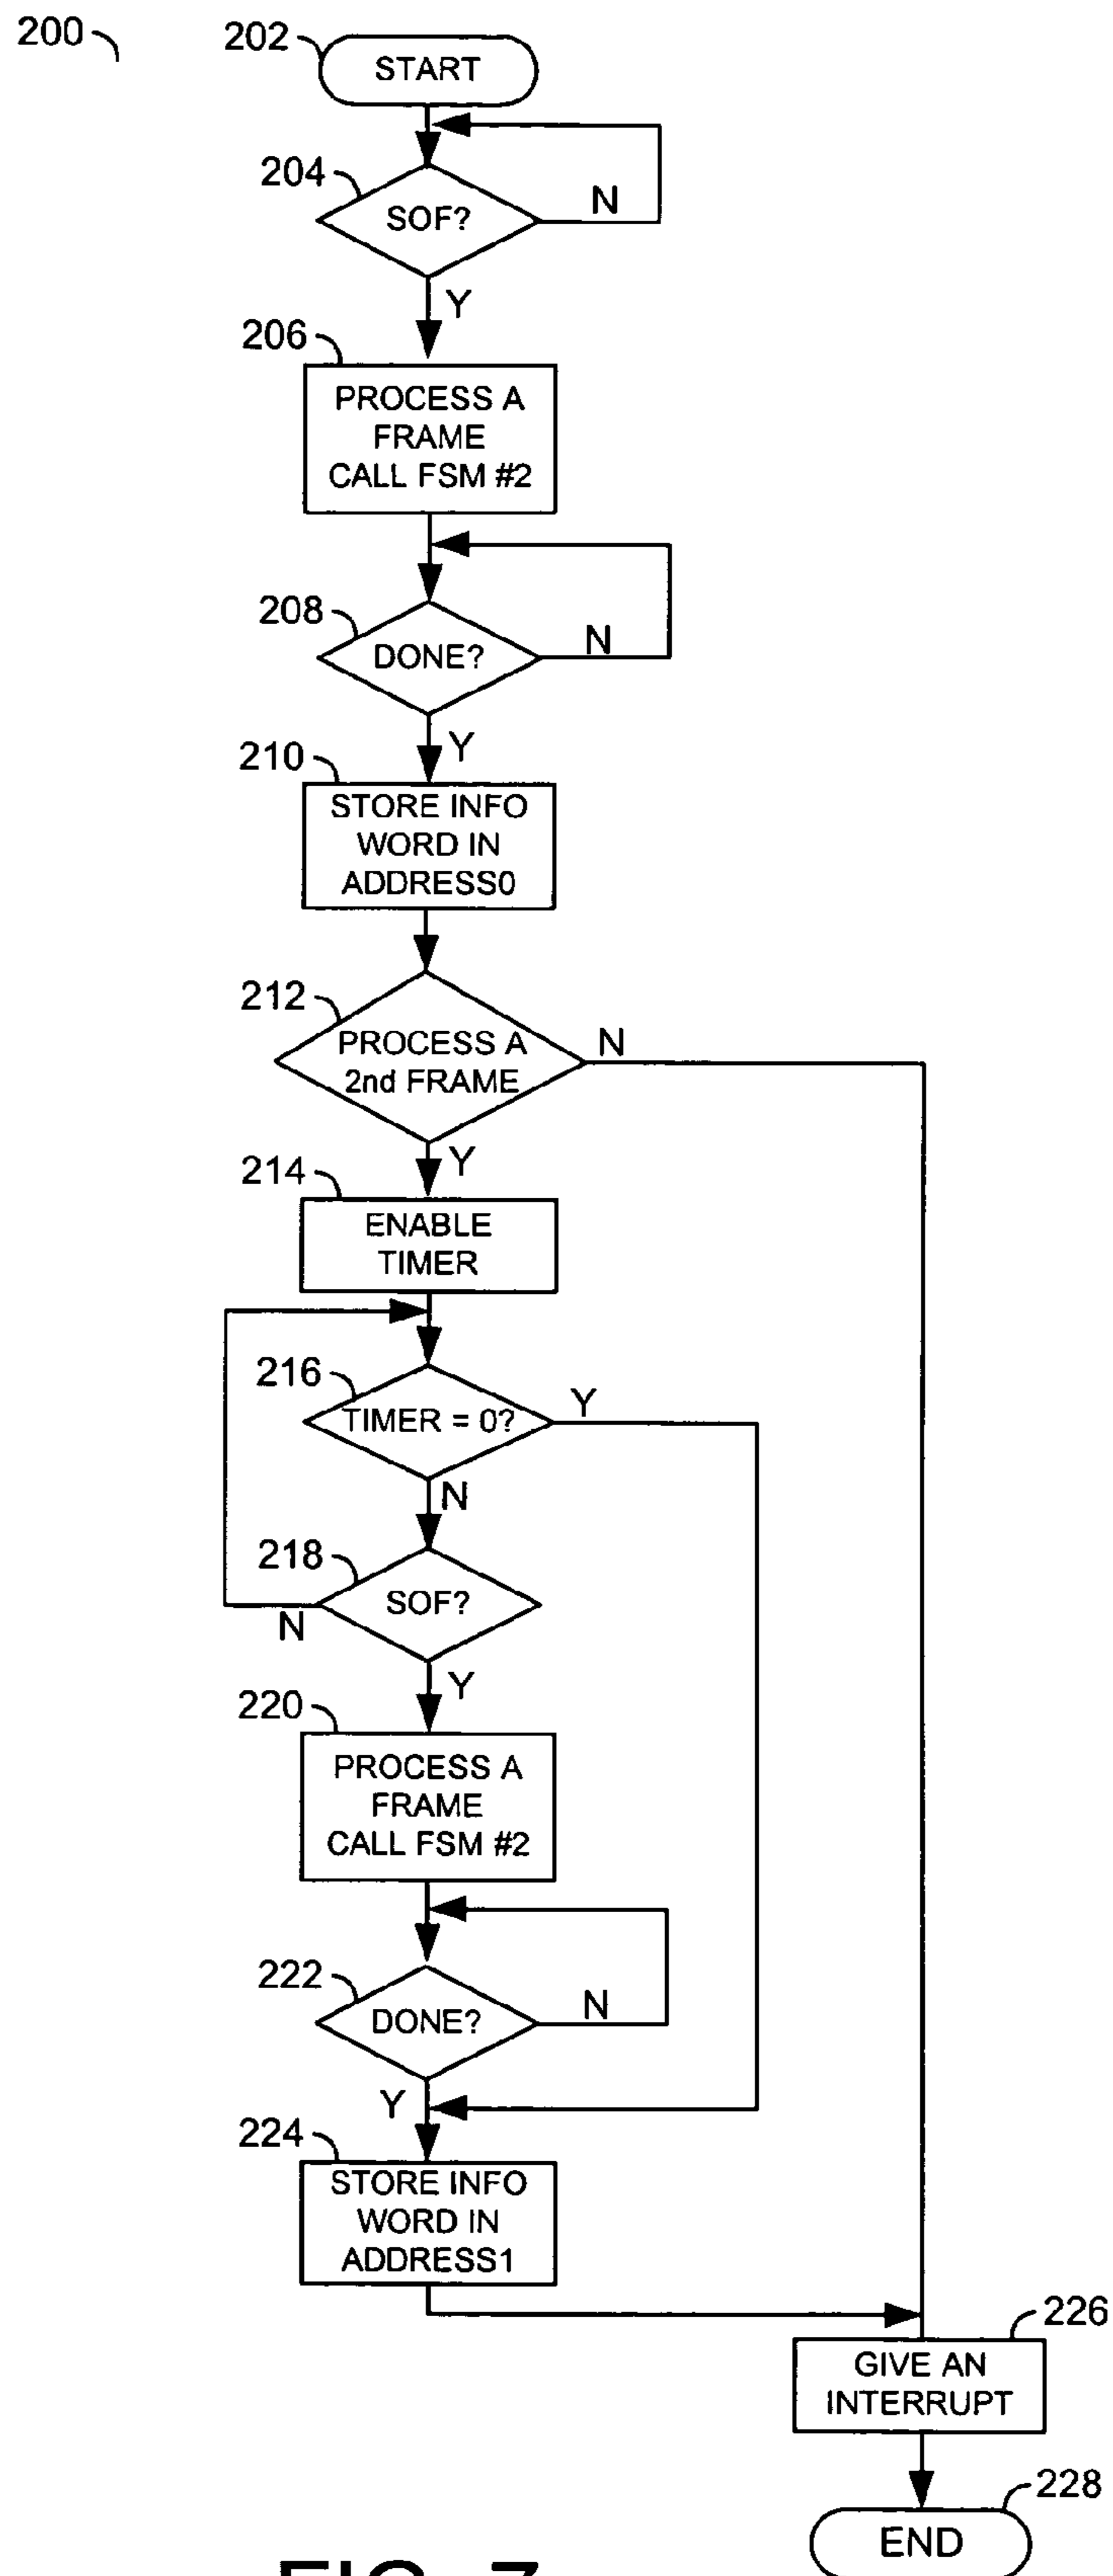 200
202
START
204
SOF?
N
Y
206
PROCESS A
FRAME
CALL FSM #2
208
DONE?
N
Y
210
STORE INFO
WORD IN
ADDRESS0
212
PROCESS A
2nd FRAME
N
Y
214
ENABLE
TIMER
216
TIMER = 0?
Y
N
218
SOF?
N
Y
220
PROCESS A
FRAME
CALL FSM #2
222
DONE?
N
Y
224
STORE INFO
WORD IN
ADDRESS1
226
GIVE AN
INTERRUPT
228
END
FIG. 7